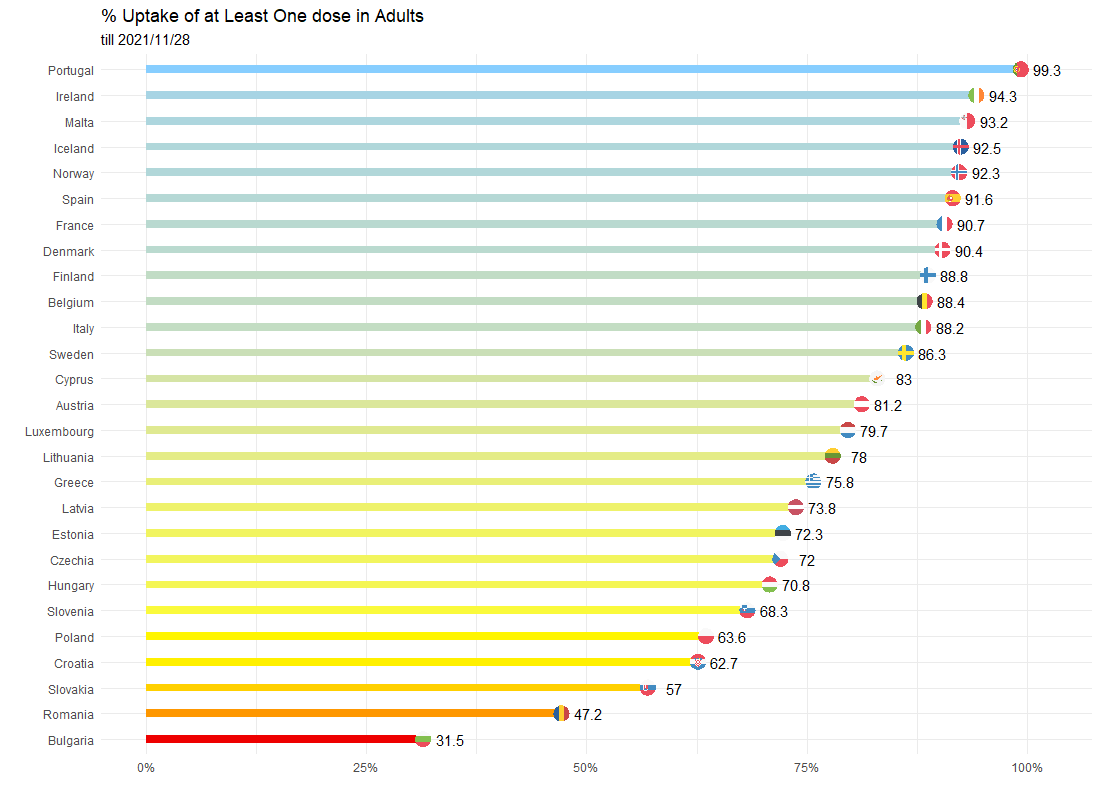 % Uptake of at Least One dose in Adults
till 2021/11/28
Portugal 99.3
Ireland 94.3
Malta 93.2
Iceland 92.5
Norway 92.3
Spain 91.6
France 90.7
Denmark 90.4
Finland 88.8
Belgium 88.4
Italy 88.2
Sweden 86.3
Cyprus 83
Austria 81.2
Luxembourg 79.7
Lithuania 78
Greece 75.8
Latvia 73.8
Estonia 72.3
Czechia 72
Hungary 70.8
Slovenia 68.3
Poland 63.6
Croatia 62.7
Slovakia 57
Romania 47.2
Bulgaria 31.5
0% 25% 50% 75% 100%